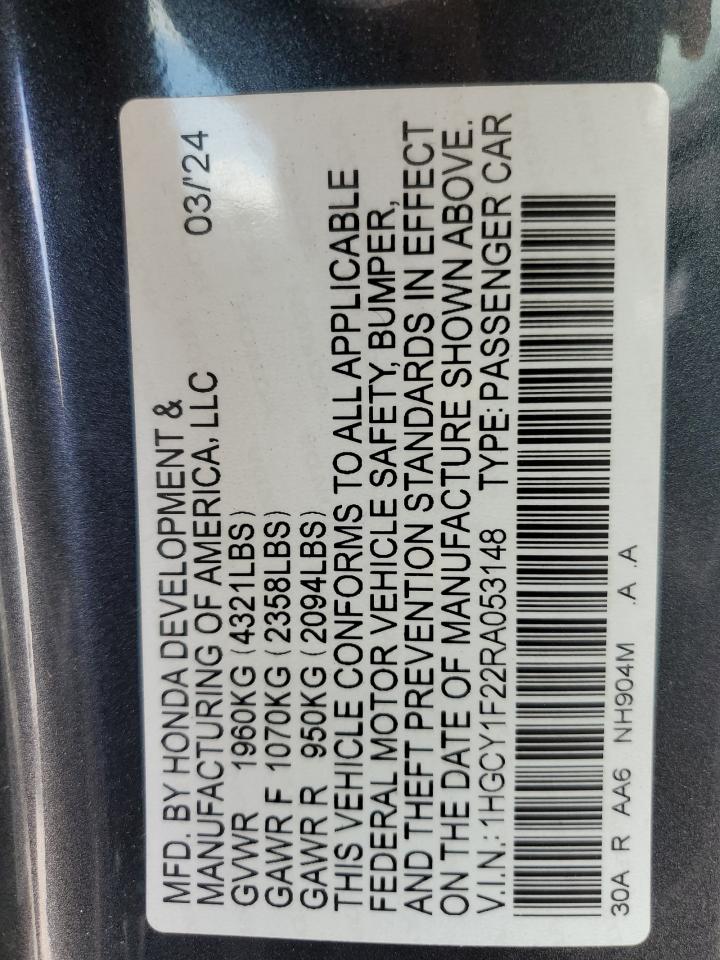 MFD. BY HONDA DEVELOPMENT &
MANUFACTURING OF AMERICA, LLC 03/'24
GVWR 1960KG (4321LBS)
GAWR F 1070KG (2358LBS)
GAWR R 950KG (2094LBS)
THIS VEHICLE CONFORMS TO ALL APPLICABLE
FEDERAL MOTOR VEHICLE SAFETY, BUMPER,
AND THEFT PREVENTION STANDARDS IN EFFECT
ON THE DATE OF MANUFACTURE SHOWN ABOVE.
V.I.N.: 1HGCY1F22RA053148 TYPE: PASSENGER CAR
30A R AA6 NH904M .A .A